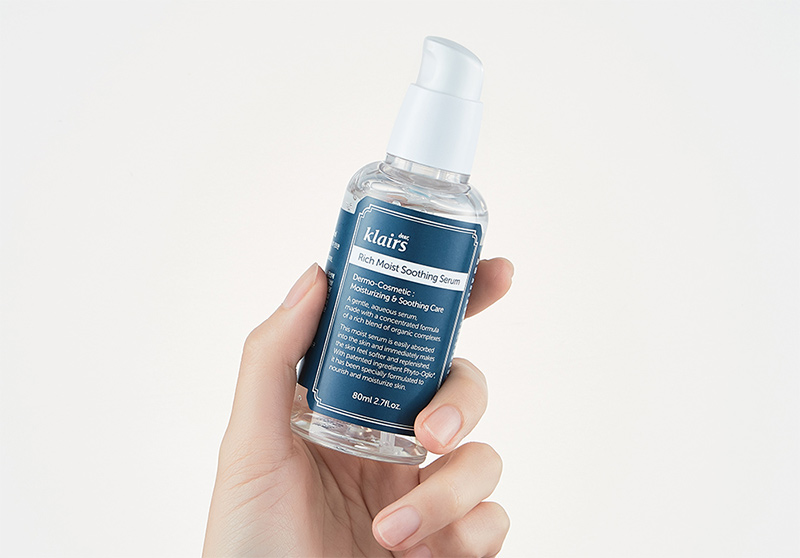 dear,
klairs
Rich Moist Soothing Serum
Dermo-Cosmetic :
Moisturizing & Soothing Care
A gentle, aqueous serum,
made with a concentrated formula
of a rich blend of organic complexes.
This moist serum is easily absorbed
into the skin and immediately makes
the skin feel softer and replenished.
With patented ingredient Phyto-Oglio®,
it has been specially formulated to
nourish and moisturize skin.
80ml 2.7fl.oz.